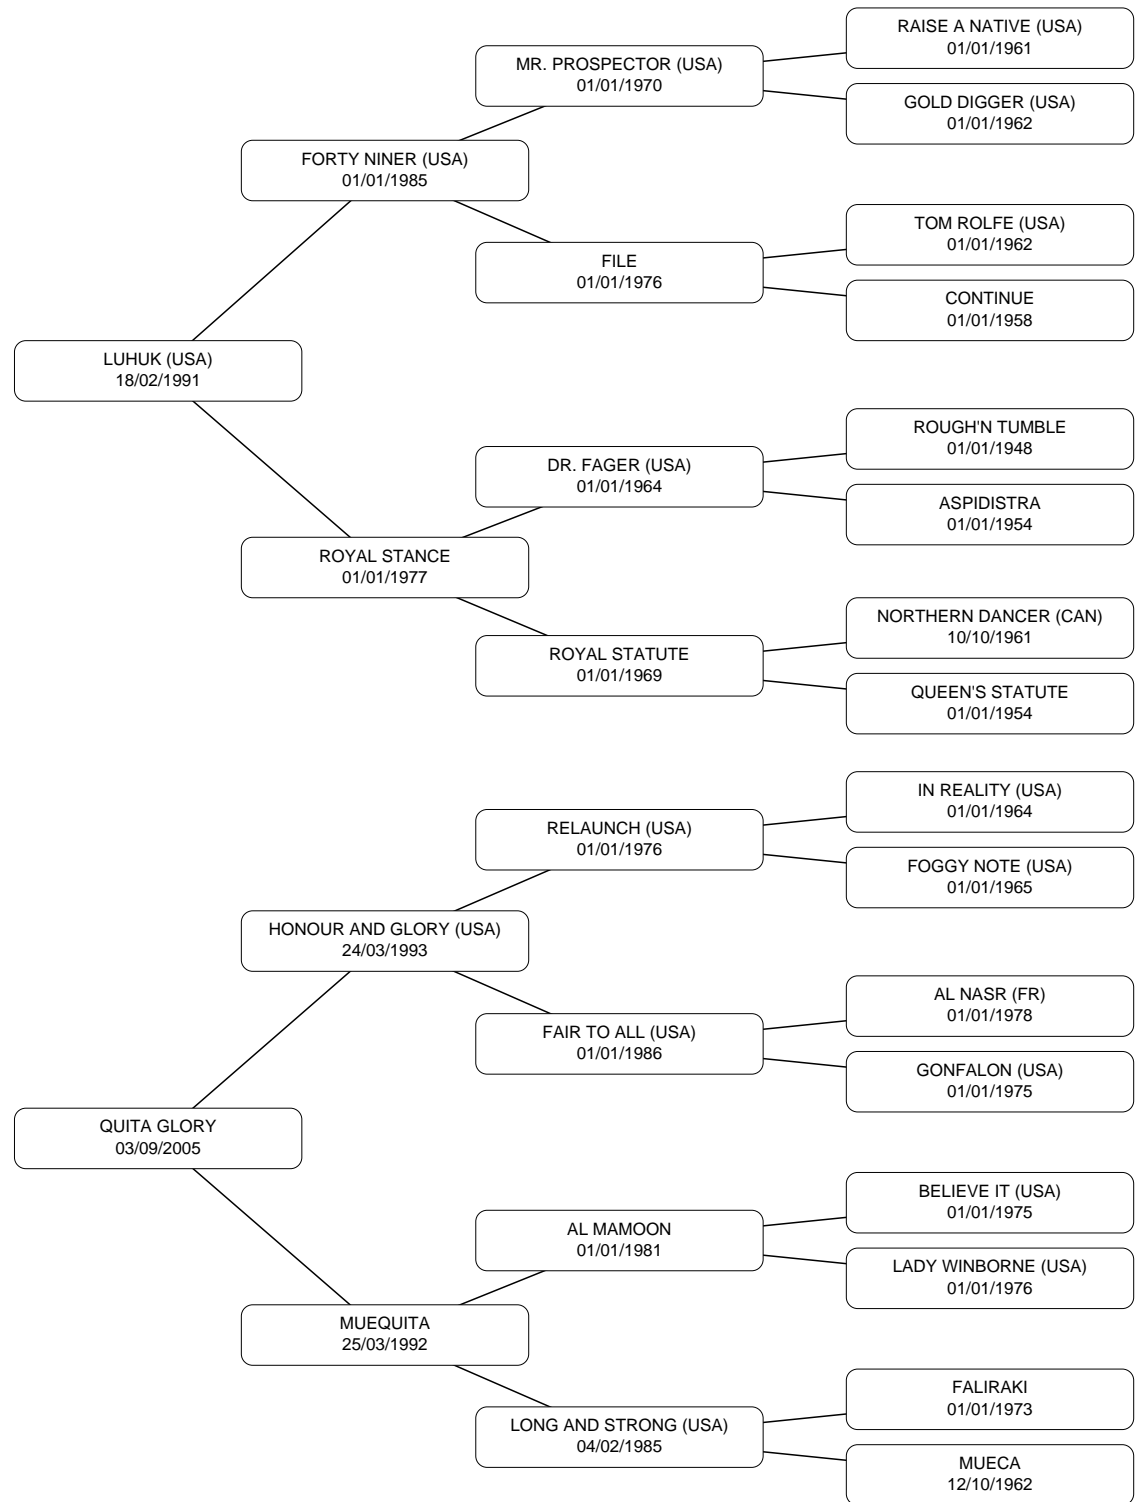 RAISE A NATIVE (USA)
01/01/1961
MR. PROSPECTOR (USA)
01/01/1970
GOLD DIGGER (USA)
01/01/1962
FORTY NINER (USA)
01/01/1985
TOM ROLFE (USA)
01/01/1962
FILE
01/01/1976
CONTINUE
01/01/1958
LUHUK (USA)
18/02/1991
ROUGH'N TUMBLE
01/01/1948
DR. FAGER (USA)
01/01/1964
ASPIDISTRA
01/01/1954
ROYAL STANCE
01/01/1977
NORTHERN DANCER (CAN)
10/10/1961
ROYAL STATUTE
01/01/1969
QUEEN'S STATUTE
01/01/1954
IN REALITY (USA)
01/01/1964
RELAUNCH (USA)
01/01/1976
FOGGY NOTE (USA)
01/01/1965
HONOUR AND GLORY (USA)
24/03/1993
AL NASR (FR)
01/01/1978
FAIR TO ALL (USA)
01/01/1986
GONFALON (USA)
01/01/1975
QUITA GLORY
03/09/2005
BELIEVE IT (USA)
01/01/1975
AL MAMOON
01/01/1981
LADY WINBORNE (USA)
01/01/1976
MUEQUITA
25/03/1992
FALIRAKI
01/01/1973
LONG AND STRONG (USA)
04/02/1985
MUECA
12/10/1962